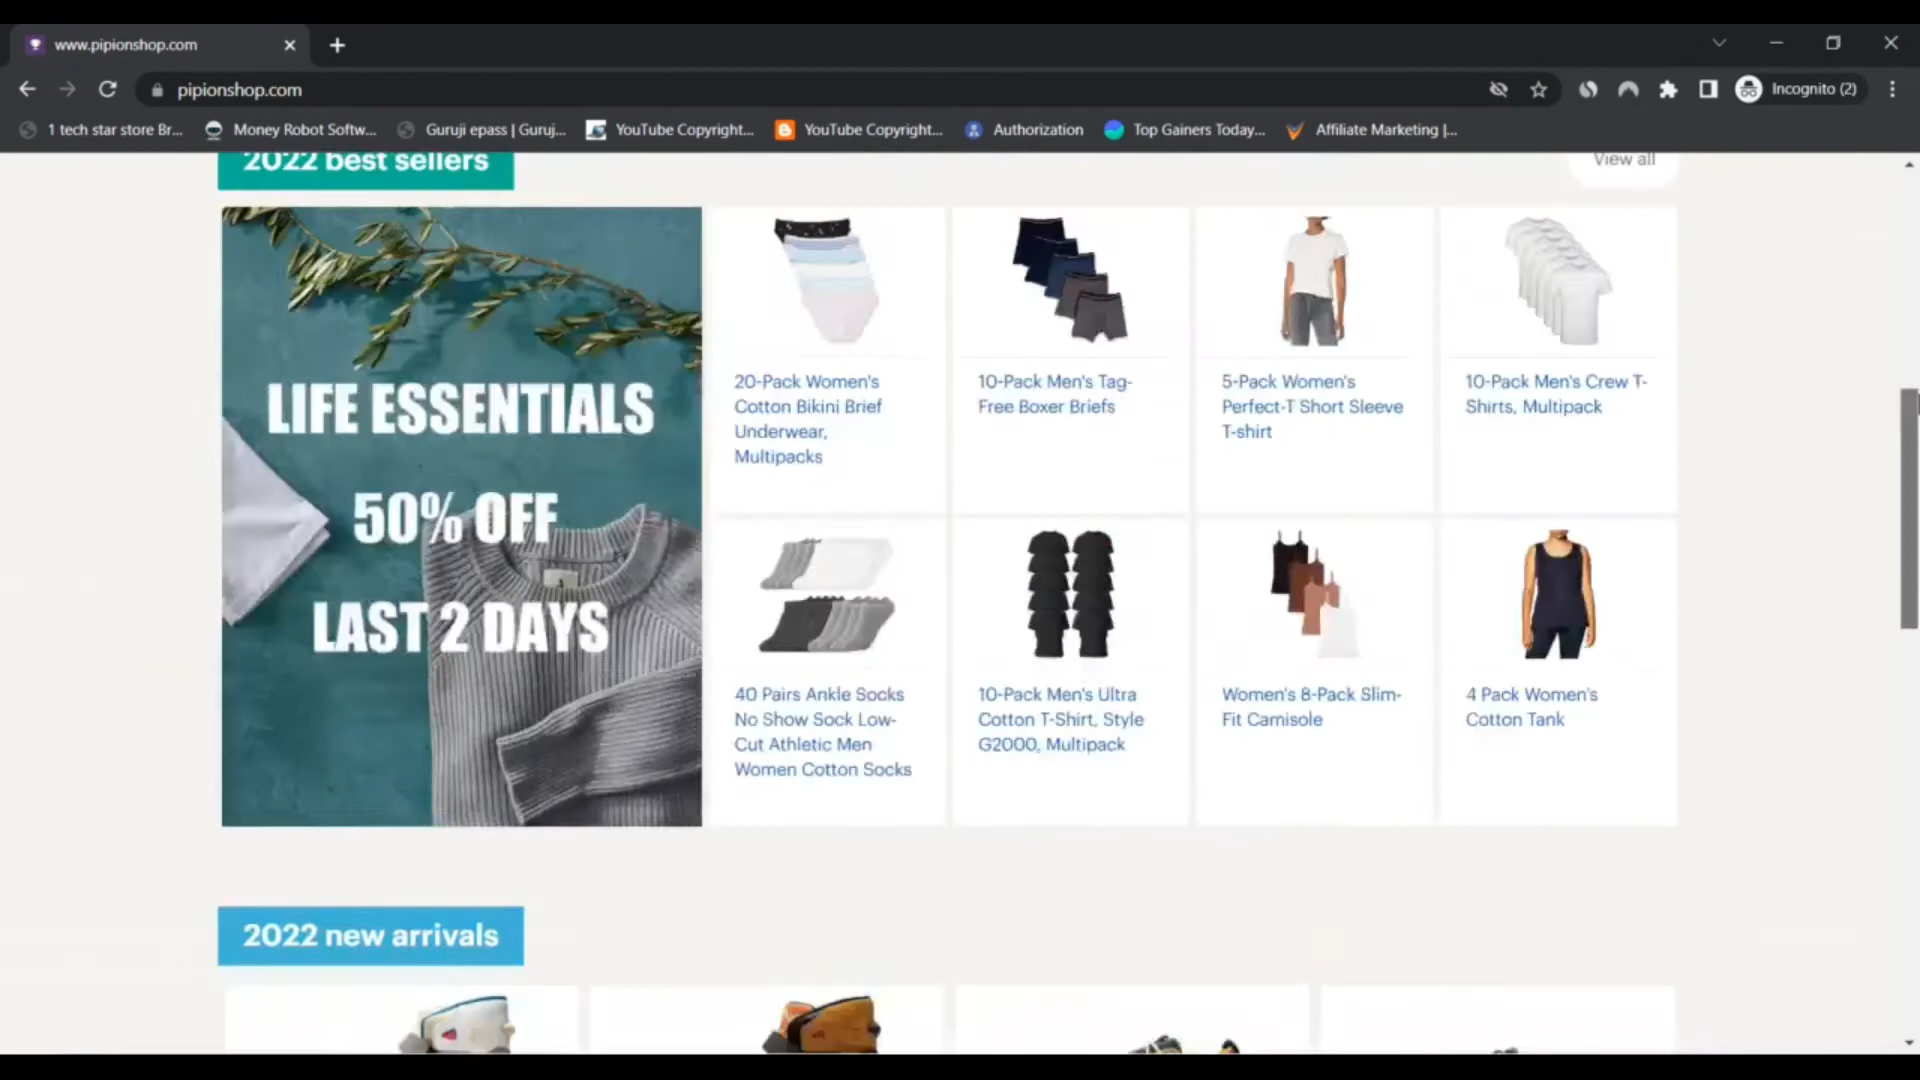 www.pipionshop.com
pipionshop.com
Incognito (2)
1 tech star store Br...
Money Robot Softw...
Guruji epass | Guruj...
YouTube Copyright...
YouTube Copyright...
Authorization
Top Gainers Today...
Affiliate Marketing |...
2022 best sellers
View all
LIFE ESSENTIALS
50% OFF
LAST 2 DAYS
20-Pack Women's
Cotton Bikini Brief
Underwear,
Multipacks
10-Pack Men's Tag-
Free Boxer Briefs
5-Pack Women's
Perfect-T Short Sleeve
T-shirt
10-Pack Men's Crew T-
Shirts, Multipack
40 Pairs Ankle Socks
No Show Sock Low-
Cut Athletic Men
Women Cotton Socks
10-Pack Men's Ultra
Cotton T-Shirt, Style
G2000, Multipack
Women's 8-Pack Slim-
Fit Camisole
4 Pack Women's
Cotton Tank
2022 new arrivals